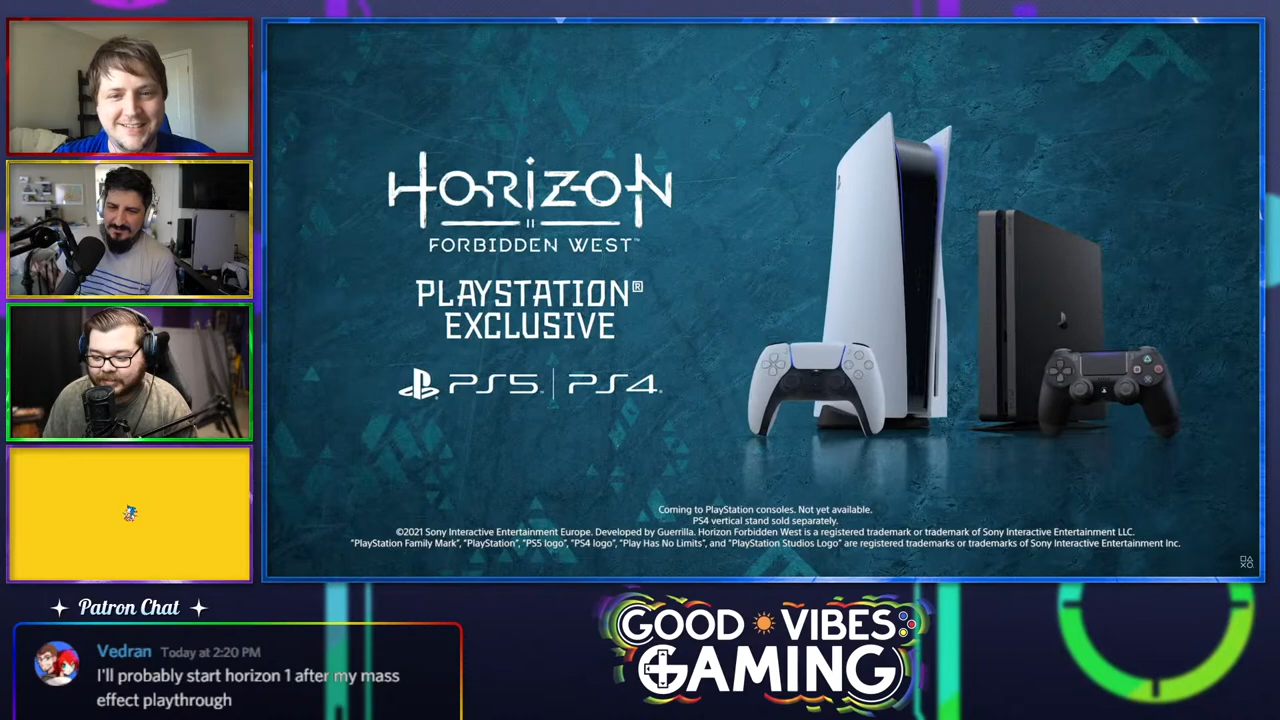 HORIZON
II
FORBIDDEN WEST™
PLAYSTATION®
EXCLUSIVE
PS5 | PS4
Coming to PlayStation consoles. Not yet available.
PS4 vertical stand sold separately.
©2021 Sony Interactive Entertainment Europe. Developed by Guerrilla. Horizon Forbidden West is a registered trademark or trademark of Sony Interactive Entertainment LLC.
"PlayStation Family Mark", "PlayStation", "PS5 logo", "PS4 logo", "Play Has No Limits", and "PlayStation Studios Logo" are registered trademarks or trademarks of Sony Interactive Entertainment Inc.
Patron Chat
Vedran Today at 2:20 PM
I'll probably start horizon 1 after my mass
effect playthrough
GOOD VIBES
GAMING